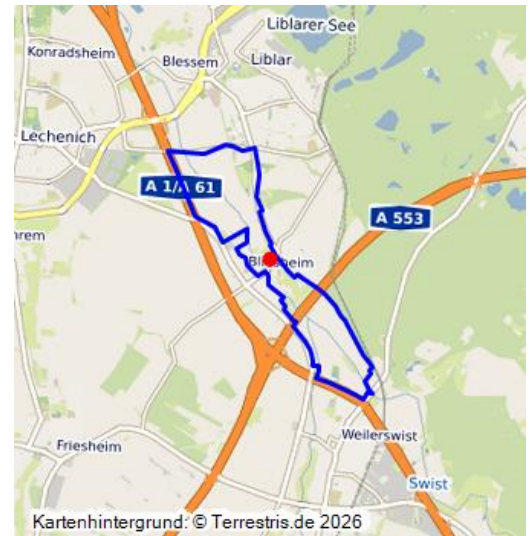 Liblarer See
Konradsheim
Blessem
Liblar
Lechenich
A 1/A 61
A 553
Friesheim
Weilerswist
Swist
Kartenhintergrund: © Terrestris.de 2026